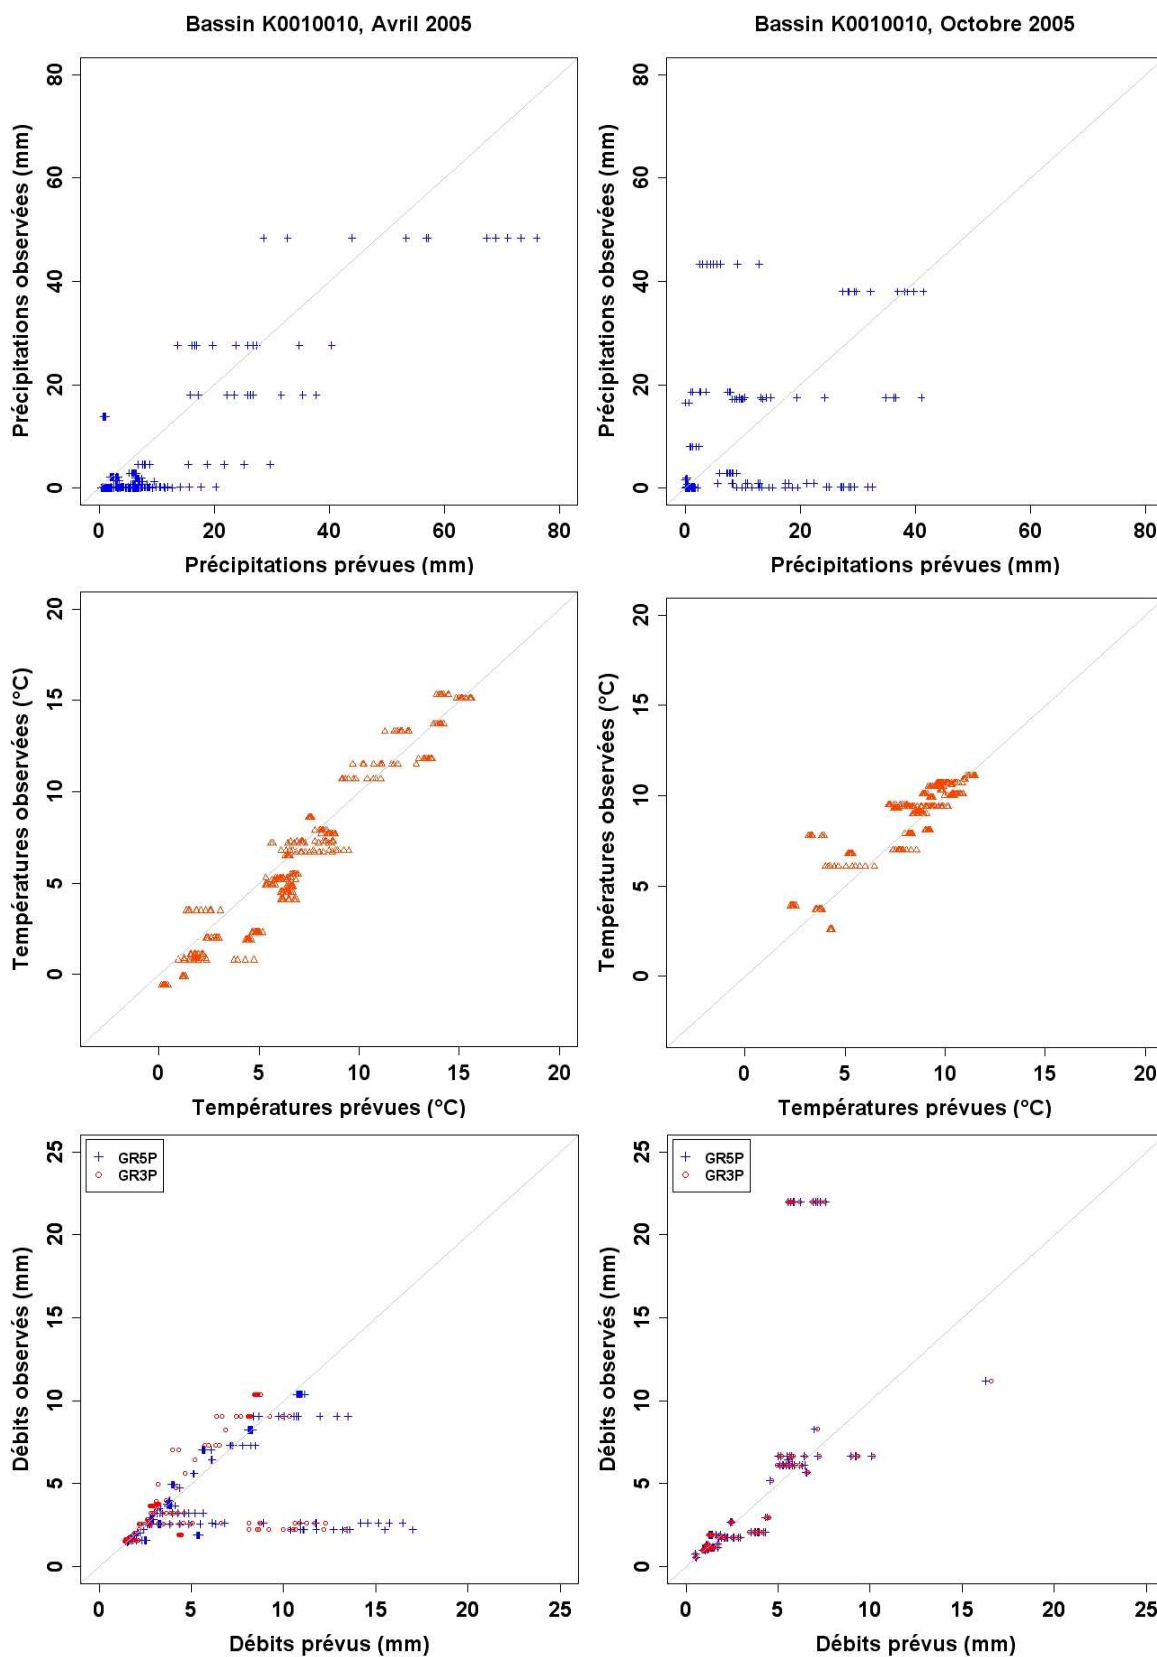 Bassin K0010010, Avril 2005
Bassin K0010010, Octobre 2005
Précipitations observées (mm)
80
60
40
20
0
0 20 40 60 80
Précipitations prévues (mm)
Précipitations observées (mm)
80
60
40
20
0
0 20 40 60 80
Précipitations prévues (mm)
Températures observées (°C)
20
15
10
5
0
0 5 10 15 20
Températures prévues (°C)
Températures observées (°C)
20
15
10
5
0
0 5 10 15 20
Températures prévues (°C)
Débits observés (mm)
25
20
15
10
5
0
GR5P
GR3P
0 5 10 15 20 25
Débits prévus (mm)
Débits observés (mm)
25
20
15
10
5
0
GR5P
GR3P
0 5 10 15 20 25
Débits prévus (mm)